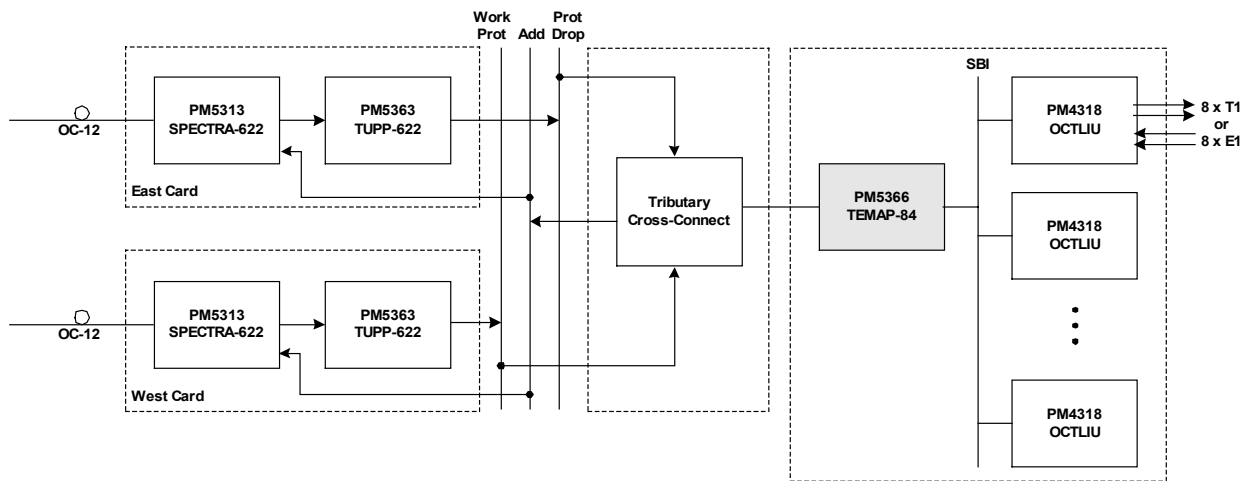 Work
Prot
Add
Prot
Drop
OC-12
PM5313
SPECTRA-622
PM5363
TUPP-622
East Card
OC-12
PM5313
SPECTRA-622
PM5363
TUPP-622
West Card
Tributary
Cross-Connect
PM5366
TEMAP-84
SBI
PM4318
OCTLIU
8 x T1
or
8 x E1
PM4318
OCTLIU
PM4318
OCTLIU